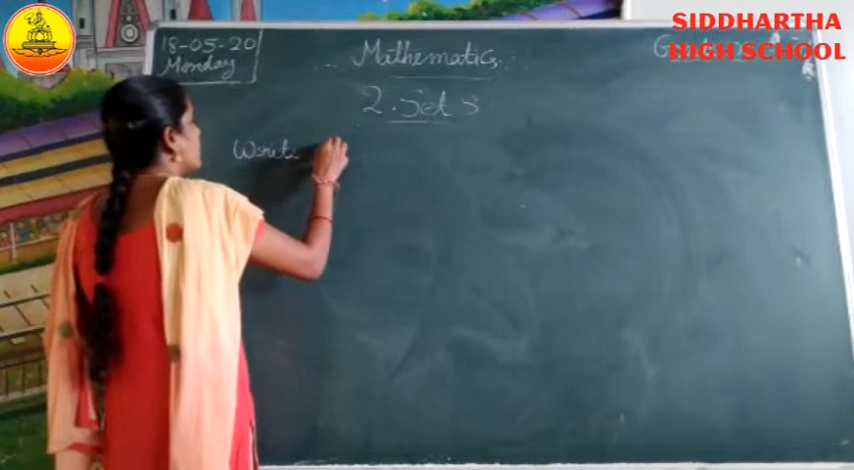 SIDDHARTHA
HIGH SCHOOL
18-05-20
Monday
Mathematics
2. Sets
Write